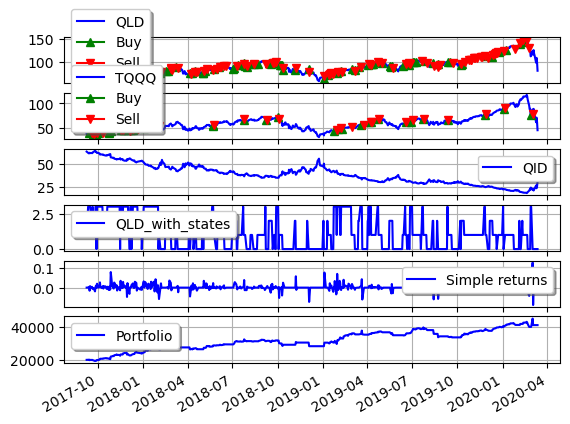 QLD
Buy
Sell
150
100
TQQQ
Buy
Sell
100
50
QID
50
25
QLD_with_states
2.5
0.0
Simple returns
0.1
0.0
Portfolio
40000
20000
2017-10
2018-01
2018-04
2018-07
2018-10
2019-01
2019-04
2019-07
2019-10
2020-01
2020-04